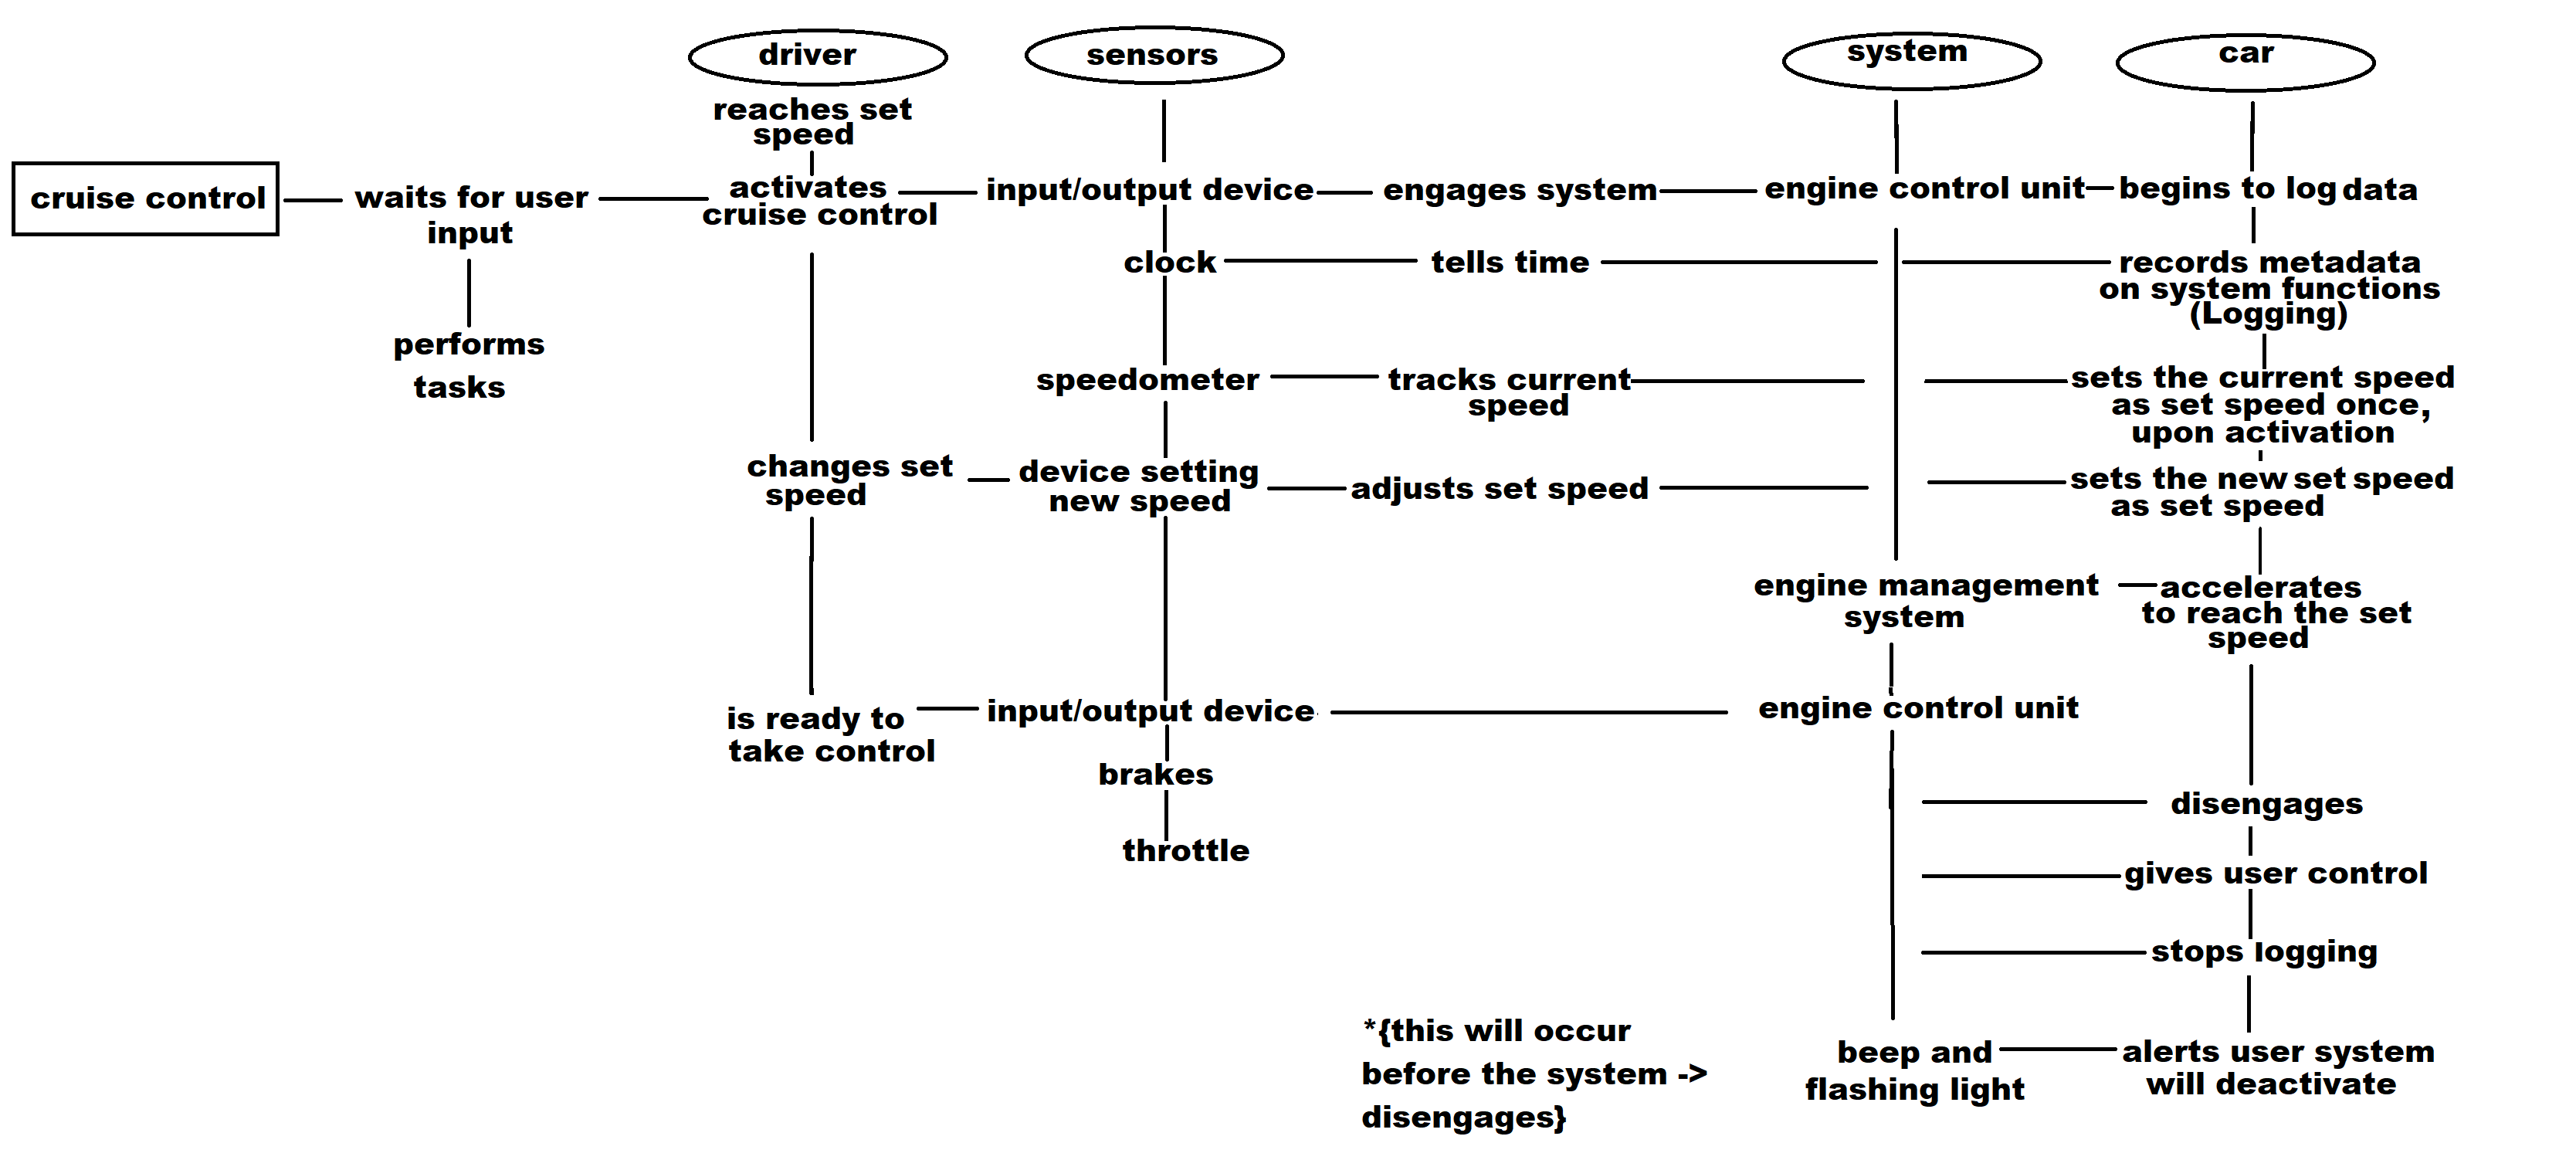 driver
sensors
system
car
reaches set
speed
cruise control
waits for user
input
activates
cruise control
input/output device
engages system
engine control unit
begins to log data
clock
tells time
records metadata
on system functions
(Logging)
performs
tasks
speedometer
tracks current
speed
sets the current speed
as set speed once,
upon activation
changes set
speed
device setting
new speed
adjusts set speed
sets the new set speed
as set speed
engine management
system
accelerates
to reach the set
speed
is ready to
take control
input/output device
engine control unit
brakes
throttle
disengages
gives user control
stops logging
*{this will occur
before the system ->
disengages}
beep and
flashing light
alerts user system
will deactivate